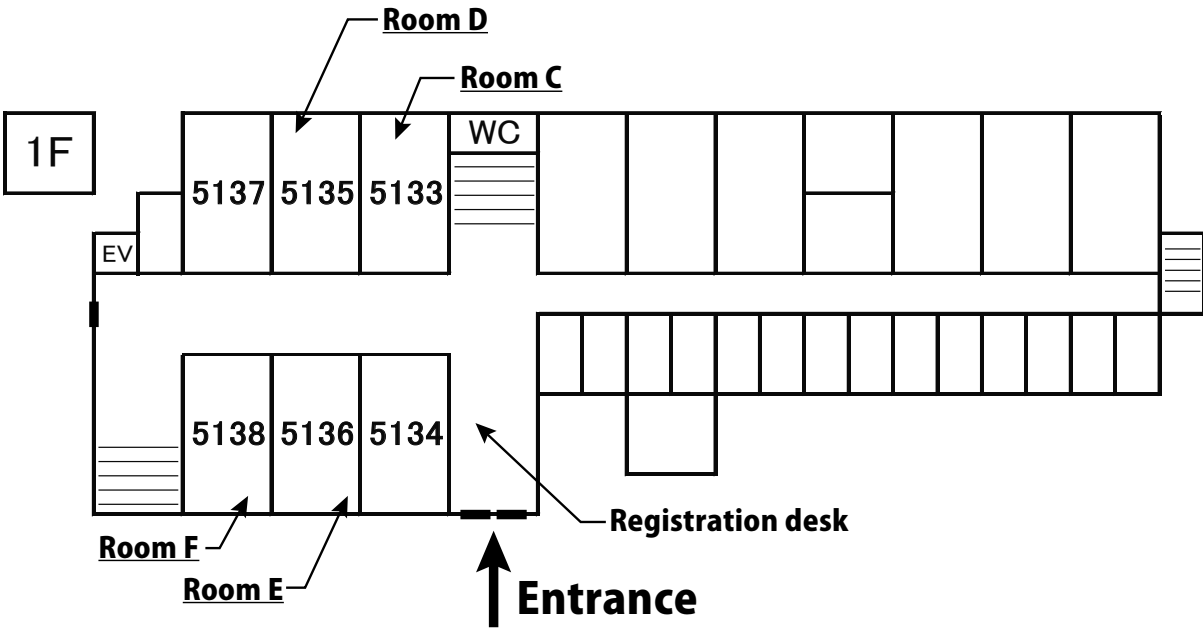 Room D
Room C
1F
WC
5137 5135 5133
EV
5138 5136 5134
Registration desk
Room F
Room E
Entrance